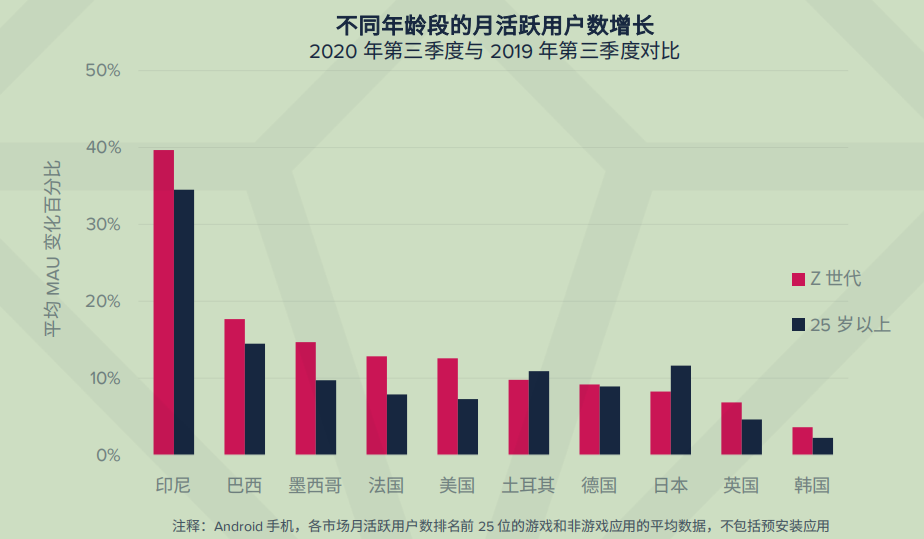 不同年龄段的月活跃用户数增长
2020 年第三季度与 2019 年第三季度对比
50%
40%
30%
20%
10%
0%
平均 MAU 变化百分比
Z 世代
25 岁以上
印尼 巴西 墨西哥 法国 美国 土耳其 德国 日本 英国 韩国
注释：Android 手机，各市场月活跃用户数排名前 25 位的游戏和非游戏应用的平均数据，不包括预安装应用